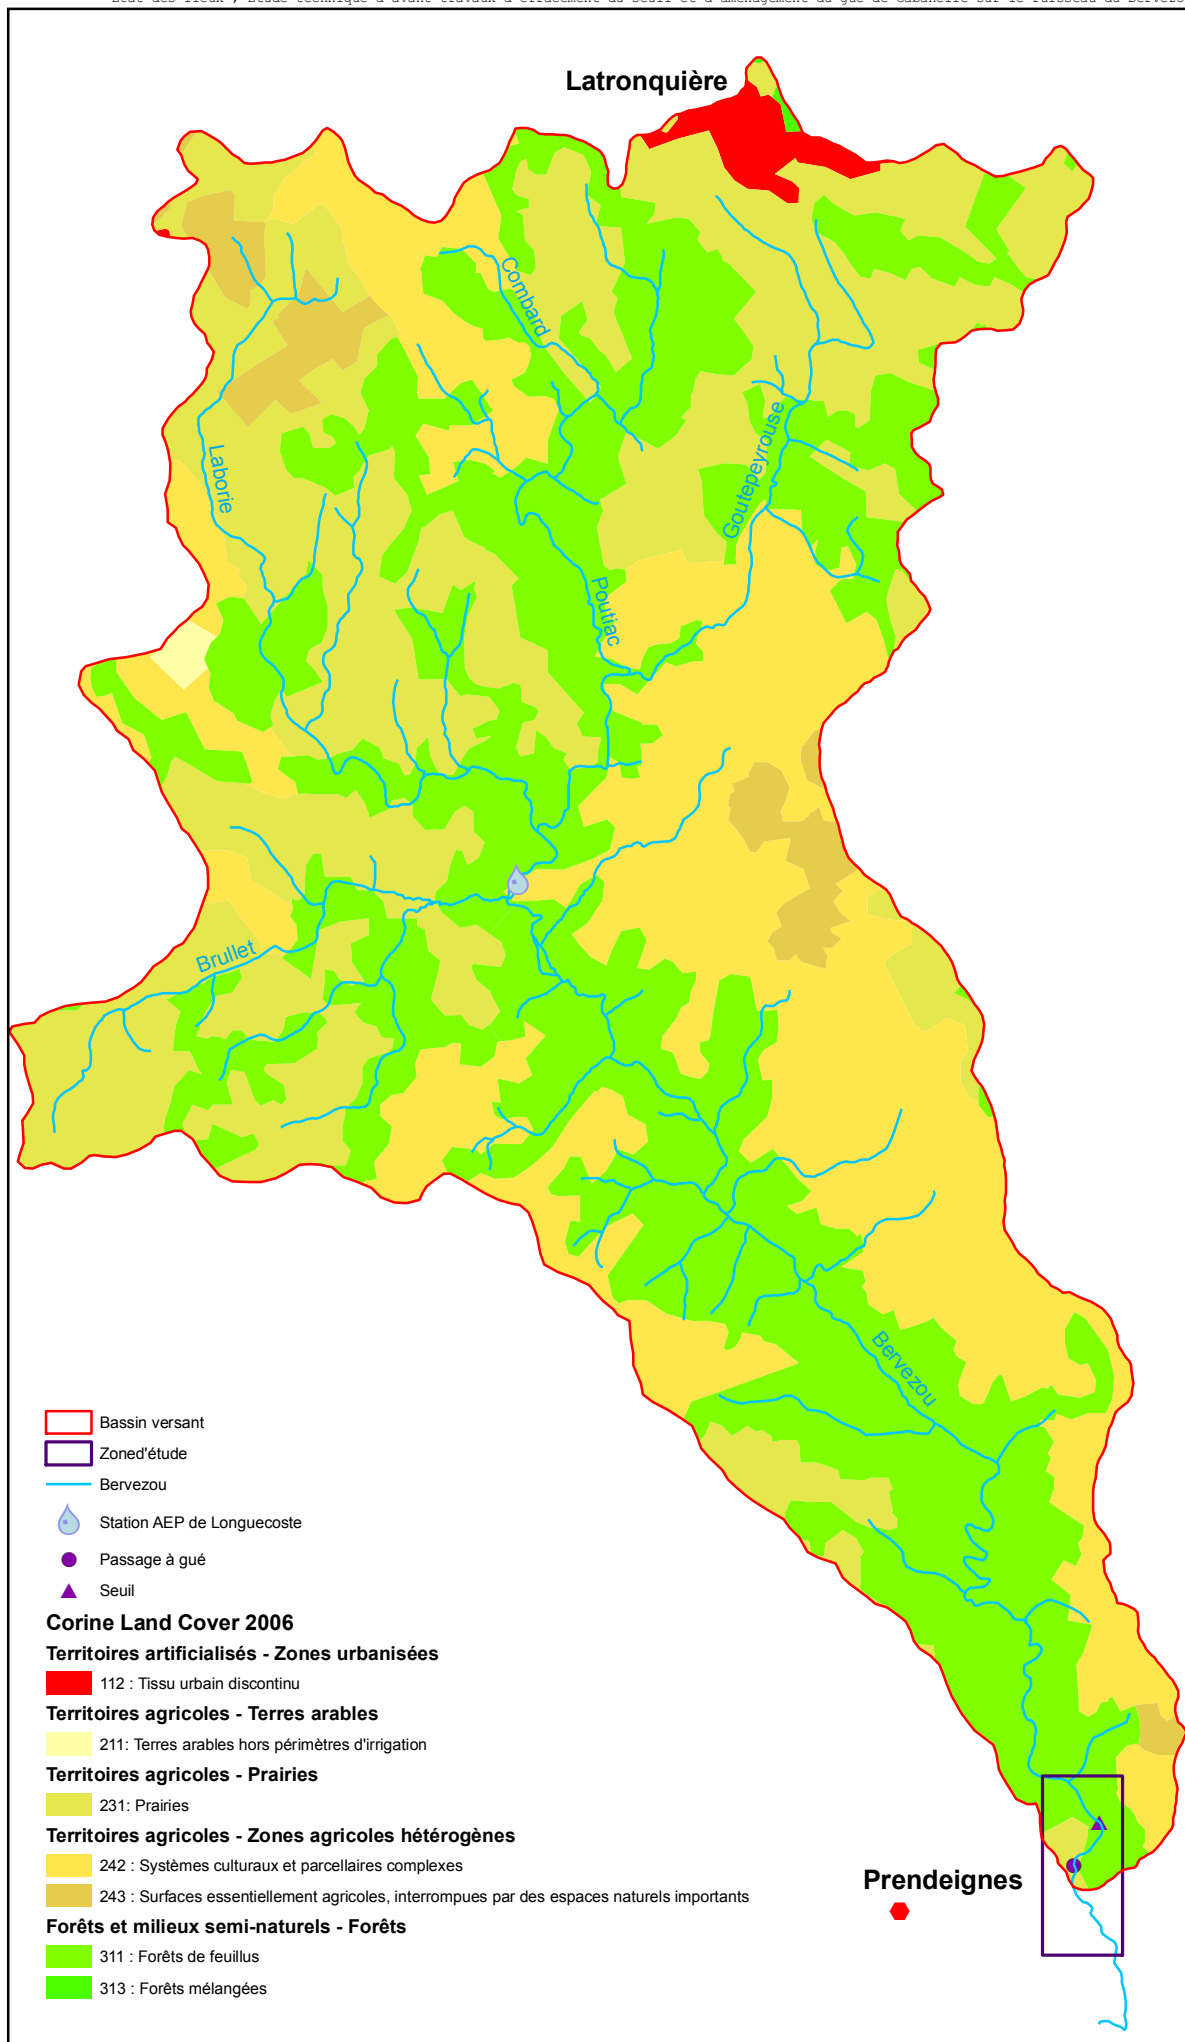 Latronquière
Combard
Laborie
Goutepeyrouse
Poutiac
Brullet
Bervezou
Bassin versant
Zoned'étude
Bervezou
Station AEP de Longuecoste
Passage à gué
Seuil
Corine Land Cover 2006
Territoires artificialisés - Zones urbanisées
112 : Tissu urbain discontinu
Territoires agricoles - Terres arables
211: Terres arables hors périmètres d'irrigation
Territoires agricoles - Prairies
231: Prairies
Territoires agricoles - Zones agricoles hétérogènes
242 : Systèmes culturaux et parcellaires complexes
243 : Surfaces essentiellement agricoles, interrompues par des espaces naturels importants
Prendeignes
Forêts et milieux semi-naturels - Forêts
311 : Forêts de feuillus
313 : Forêts mélangées